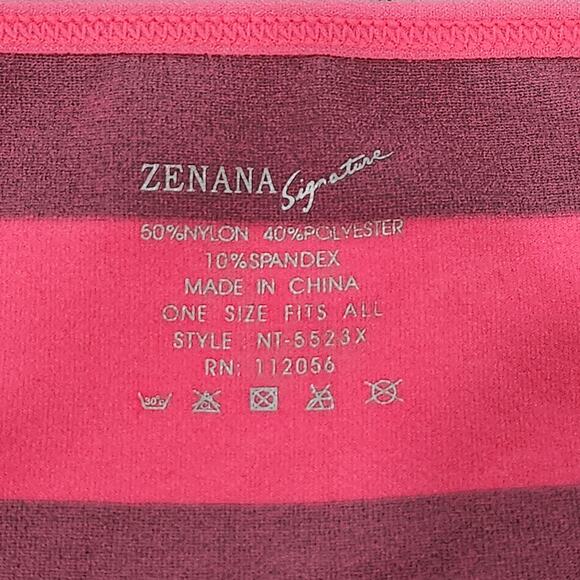 ZENANA Signature
50%NYLON 40%POLYESTER
10%SPANDEX
MADE IN CHINA
ONE SIZE FITS ALL
STYLE : NT-5523X
RN: 112056
30°c CL